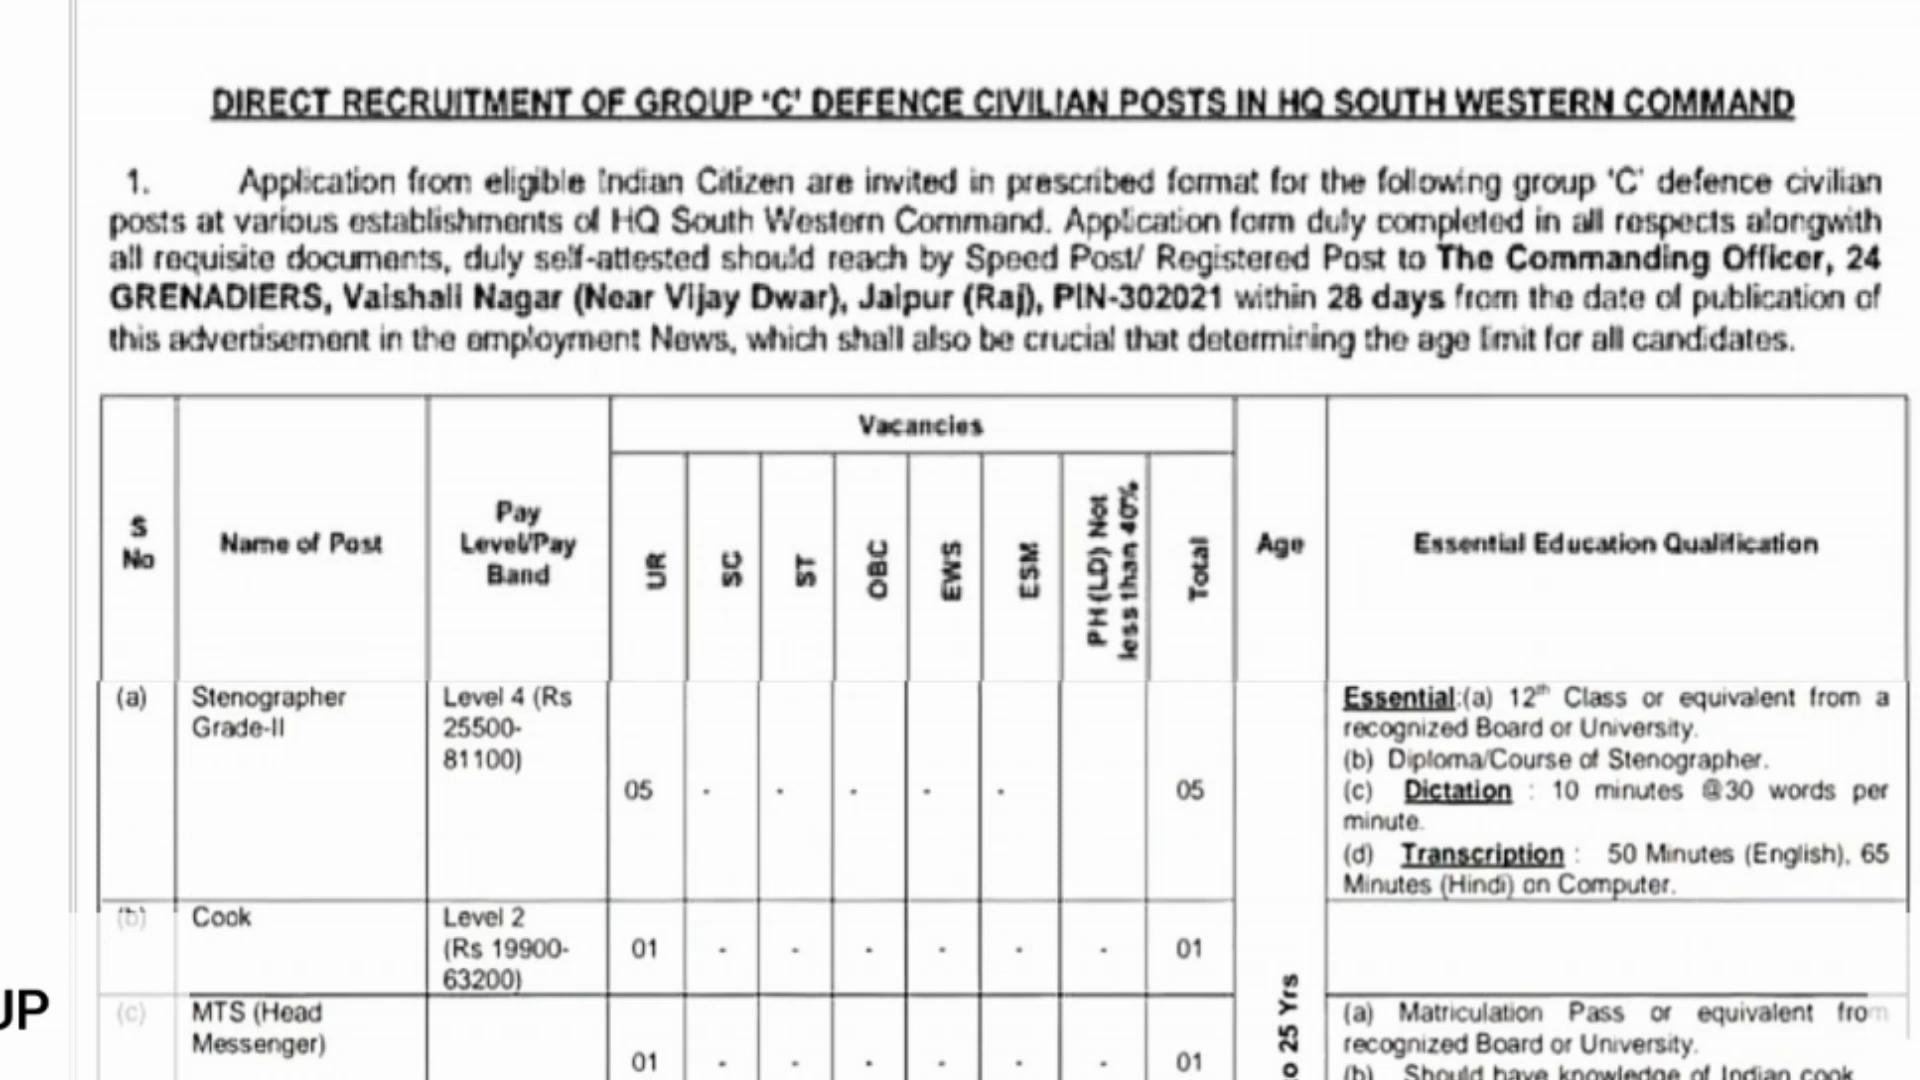 DIRECT RECRUITMENT OF GROUP 'C' DEFENCE CIVILIAN POSTS IN HQ SOUTH WESTERN COMMAND
1. Application from eligible Indian Citizen are invited in prescribed format for the following group 'C' defence civilian
posts at various establishments of HQ South Western Command. Application form duly completed in all respects alongwith
all requisite documents, duly self-attested should reach by Speed Post/ Registered Post to The Commanding Officer, 24
GRENADIERS, Vaishali Nagar (Near Vijay Dwar), Jaipur (Raj), PIN-302021 within 28 days from the date of publication of
this advertisement in the employment News, which shall also be crucial that determining the age limit for all candidates.
S No
Name of Post
Pay Level/Pay Band
Vacancies
UR
SC
ST
OBC
EWS
ESM
PH (LD) Not
less than 40%
Total
Age
Essential Education Qualification
(a)
Stenographer
Grade-II
Level 4 (Rs
25500-
81100)
05 - - - - - 05
Essential:(a) 12th Class or equivalent from a
recognized Board or University.
(b) Diploma/Course of Stenographer.
(c) Dictation : 10 minutes @30 words per
minute.
(d) Transcription : 50 Minutes (English), 65
Minutes (Hindi) on Computer.
(b)
Cook
Level 2
(Rs 19900-
63200)
01 - - - - - - 01
(c)
MTS (Head
Messenger)
01 - - - - - - 01
25 Yrs
(a) Matriculation Pass or equivalent from
recognized Board or University.
(b) Should have knowledge of Indian cook
UP